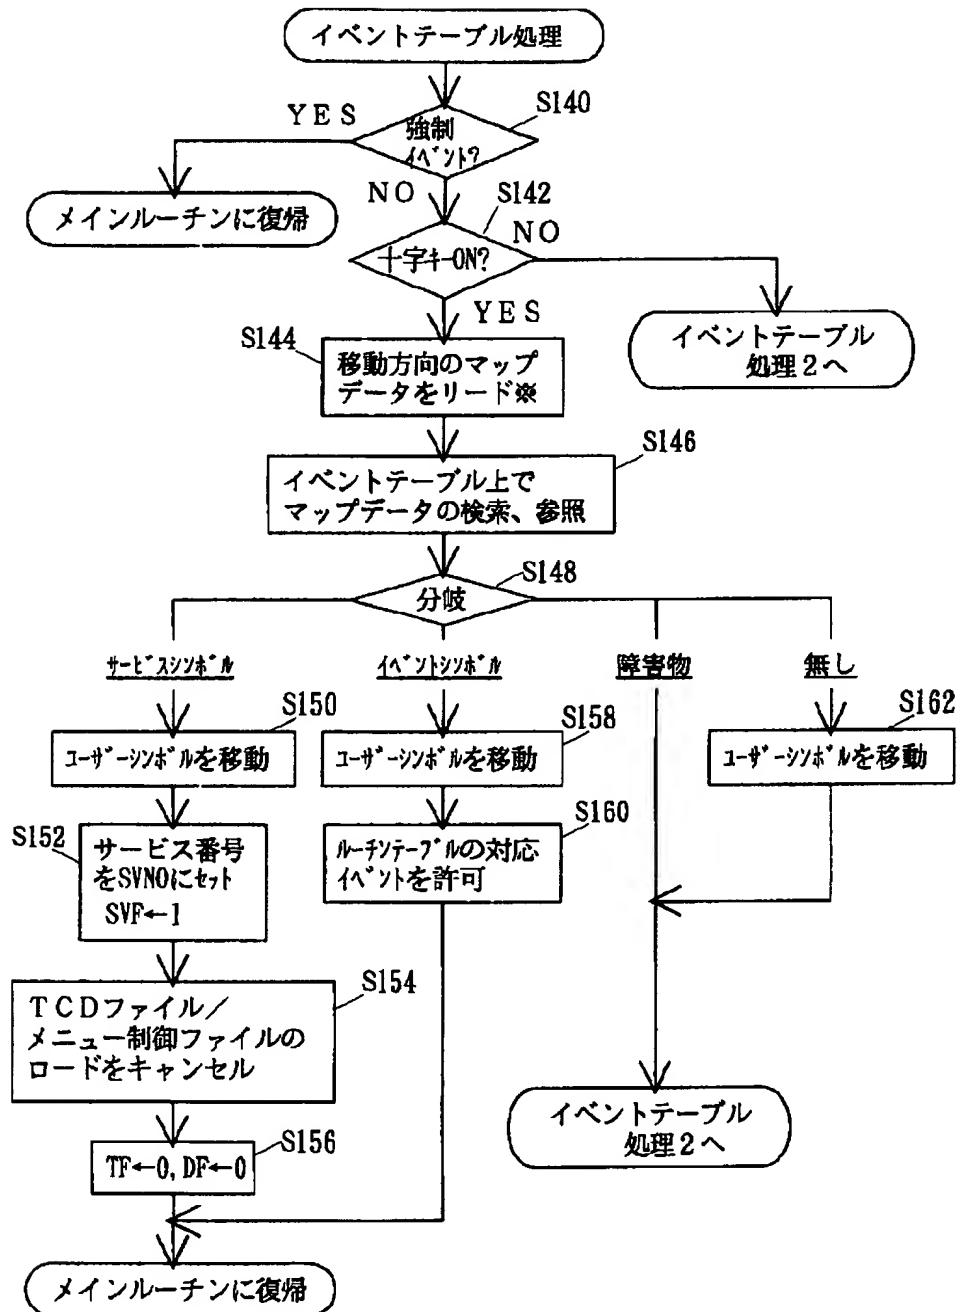 イベントテーブル処理
S140
YES
強制
ｲﾍﾞﾝﾄ?
NO
メインルーチンに復帰
S142
NO
十字ｷｰON?
YES
イベントテーブル
処理2へ
S144
移動方向のマップ
データをリード※
S146
イベントテーブル上で
マップデータの検索、参照
S148
分岐
ｻｰﾋﾞｽｼﾝﾎﾞﾙ
ｲﾍﾞﾝﾄｼﾝﾎﾞﾙ
障害物
無し
S150
ﾕｰｻﾞｰｼﾝﾎﾞﾙを移動
S158
ﾕｰｻﾞｰｼﾝﾎﾞﾙを移動
S162
ﾕｰｻﾞｰｼﾝﾎﾞﾙを移動
S152
サービス番号
をSVNOにｾｯﾄ
SVF←1
S160
ﾙｰﾁﾝﾃｰﾌﾞﾙの対応
ｲﾍﾞﾝﾄを許可
S154
TCDファイル／
メニュー制御ファイルの
ロードをキャンセル
S156
TF←0, DF←0
イベントテーブル
処理2へ
メインルーチンに復帰